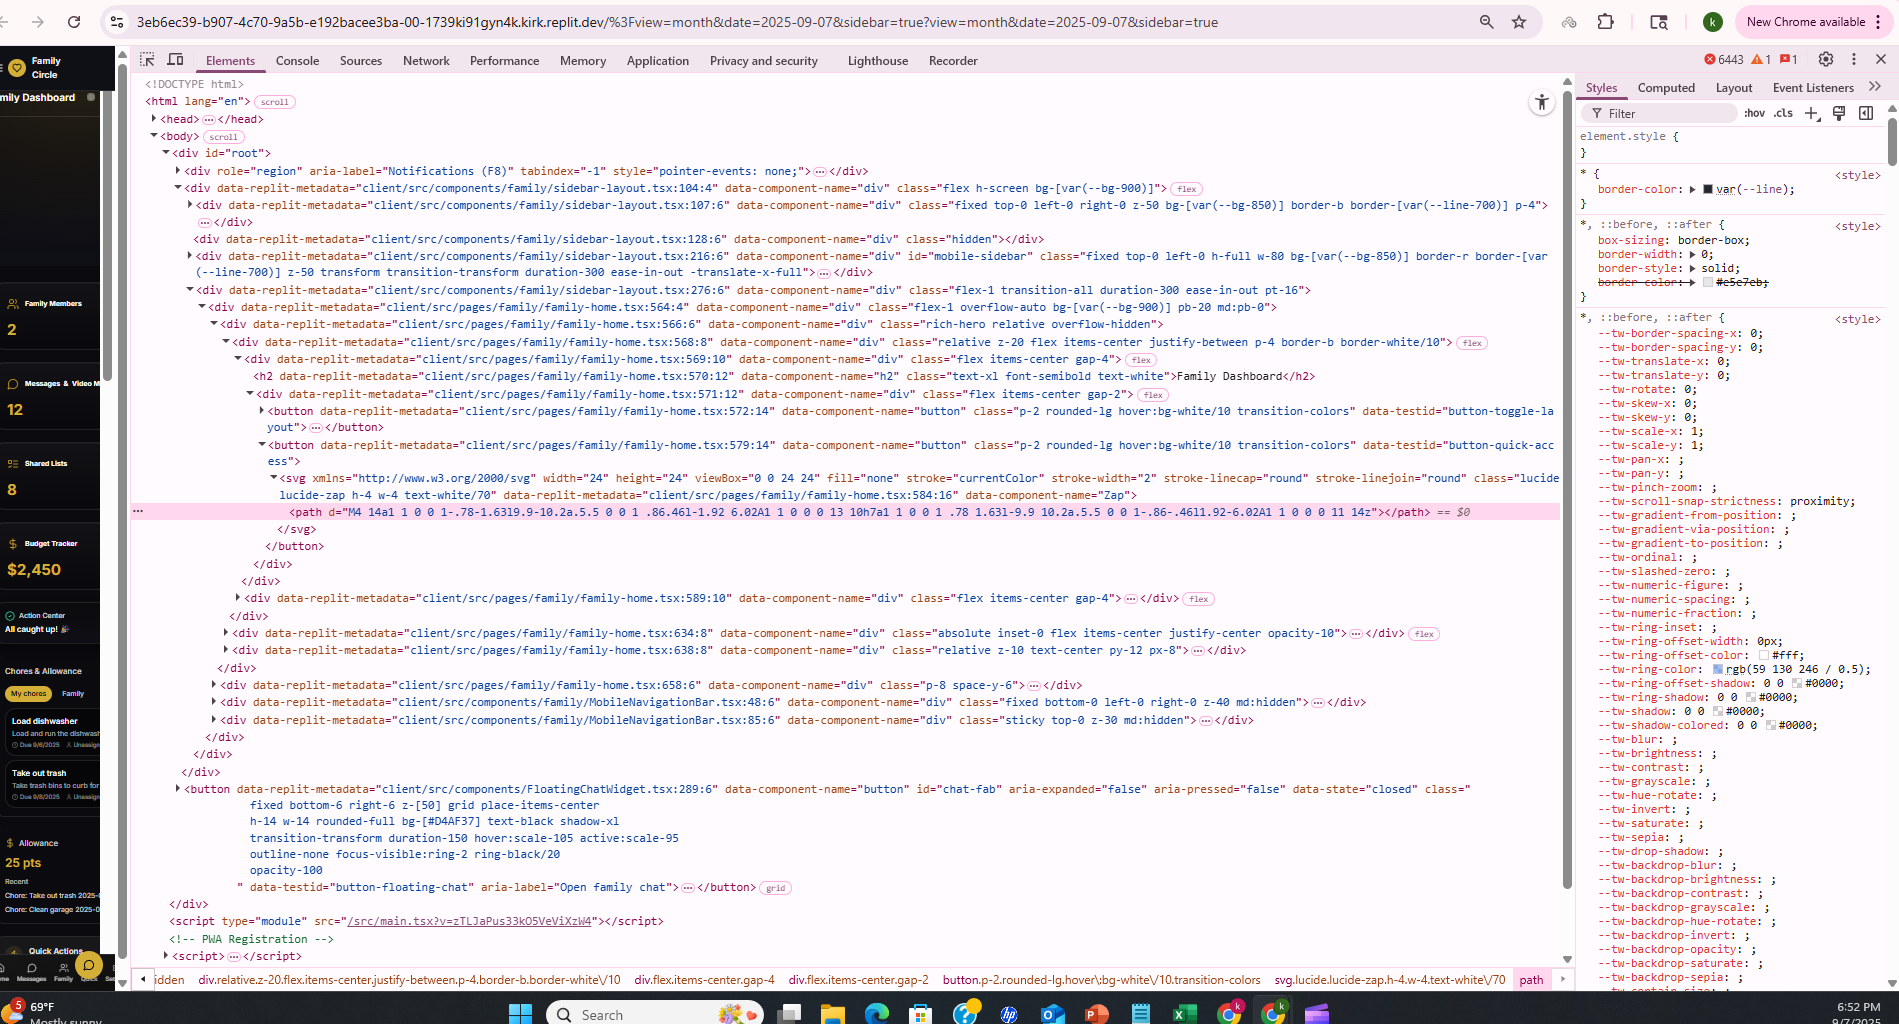 3eb6ec39-b907-4c70-9a5b-e192bacee3ba-00-1739ki91gyn4k.kirk.replit.dev/%3Fview=month&date=2025-09-07&sidebar=true?view=month&date=2025-09-07&sidebar=true
k
New Chrome available
Family
Circle
mily Dashboard
Family Members
2
Messages & Video M
12
Shared Lists
8
Budget Tracker
$2,450
Action Center
All caught up! 🎉
Chores & Allowance
My chores Family
Load dishwasher
Load and run the dishwas
Due 9/6/2025 Unassign
Take out trash
Take trash bins to curb for
Due 9/8/2025 Unassign
Allowance
25 pts
Recent
Chore: Take out trash 2025-
Chore: Clean garage 2025-0
Quick Actions
Messages Family
Elements Console Sources Network Performance Memory Application Privacy and security Lighthouse Recorder
6443 1 1
<!DOCTYPE html>
<html lang="en"> scroll
<head> … </head>
<body> scroll
<div id="root">
<div role="region" aria-label="Notifications (F8)" tabindex="-1" style="pointer-events: none;"> … </div>
<div data-replit-metadata="client/src/components/family/sidebar-layout.tsx:104:4" data-component-name="div" class="flex h-screen bg-[var(--bg-900)]"> flex
<div data-replit-metadata="client/src/components/family/sidebar-layout.tsx:107:6" data-component-name="div" class="fixed top-0 left-0 right-0 z-50 bg-[var(--bg-850)] border-b border-[var(--line-700)] p-4">
… </div>
<div data-replit-metadata="client/src/components/family/sidebar-layout.tsx:128:6" data-component-name="div" class="hidden"></div>
<div data-replit-metadata="client/src/components/family/sidebar-layout.tsx:216:6" data-component-name="div" id="mobile-sidebar" class="fixed top-0 left-0 h-full w-80 bg-[var(--bg-850)] border-r border-[var
(--line-700)] z-50 transform transition-transform duration-300 ease-in-out -translate-x-full"> … </div>
<div data-replit-metadata="client/src/components/family/sidebar-layout.tsx:276:6" data-component-name="div" class="flex-1 transition-all duration-300 ease-in-out pt-16">
<div data-replit-metadata="client/src/pages/family/family-home.tsx:564:4" data-component-name="div" class="flex-1 overflow-auto bg-[var(--bg-900)] pb-20 md:pb-0">
<div data-replit-metadata="client/src/pages/family/family-home.tsx:566:6" data-component-name="div" class="rich-hero relative overflow-hidden">
<div data-replit-metadata="client/src/pages/family/family-home.tsx:568:8" data-component-name="div" class="relative z-20 flex items-center justify-between p-4 border-b border-white/10"> flex
<div data-replit-metadata="client/src/pages/family/family-home.tsx:569:10" data-component-name="div" class="flex items-center gap-4"> flex
<h2 data-replit-metadata="client/src/pages/family/family-home.tsx:570:12" data-component-name="h2" class="text-xl font-semibold text-white">Family Dashboard</h2>
<div data-replit-metadata="client/src/pages/family/family-home.tsx:571:12" data-component-name="div" class="flex items-center gap-2"> flex
<button data-replit-metadata="client/src/pages/family/family-home.tsx:572:14" data-component-name="button" class="p-2 rounded-lg hover:bg-white/10 transition-colors" data-testid="button-toggle-la
yout"> … </button>
<button data-replit-metadata="client/src/pages/family/family-home.tsx:579:14" data-component-name="button" class="p-2 rounded-lg hover:bg-white/10 transition-colors" data-testid="button-quick-acc
ess">
<svg xmlns="http://www.w3.org/2000/svg" width="24" height="24" viewBox="0 0 24 24" fill="none" stroke="currentColor" stroke-width="2" stroke-linecap="round" stroke-linejoin="round" class="lucide
lucide-zap h-4 w-4 text-white/70" data-replit-metadata="client/src/pages/family/family-home.tsx:584:16" data-component-name="Zap">
<path d="M4 14a1 1 0 0 1-.78-1.63l9.9-10.2a.5.5 0 0 1 .86.46l-1.92 6.02A1 1 0 0 0 13 10h7a1 1 0 0 1 .78 1.63l-9.9 10.2a.5.5 0 0 1-.86-.46l1.92-6.02A1 1 0 0 0 11 14z"></path> == $0
</svg>
</button>
</div>
</div>
<div data-replit-metadata="client/src/pages/family/family-home.tsx:589:10" data-component-name="div" class="flex items-center gap-4"> … </div> flex
</div>
<div data-replit-metadata="client/src/pages/family/family-home.tsx:634:8" data-component-name="div" class="absolute inset-0 flex items-center justify-center opacity-10"> … </div> flex
<div data-replit-metadata="client/src/pages/family/family-home.tsx:638:8" data-component-name="div" class="relative z-10 text-center py-12 px-8"> … </div>
</div>
<div data-replit-metadata="client/src/pages/family/family-home.tsx:658:6" data-component-name="div" class="p-8 space-y-6"> … </div>
<div data-replit-metadata="client/src/components/family/MobileNavigationBar.tsx:48:6" data-component-name="div" class="fixed bottom-0 left-0 right-0 z-40 md:hidden"> … </div>
<div data-replit-metadata="client/src/components/family/MobileNavigationBar.tsx:85:6" data-component-name="div" class="sticky top-0 z-30 md:hidden"> … </div>
</div>
</div>
</div>
<button data-replit-metadata="client/src/components/FloatingChatWidget.tsx:289:6" data-component-name="button" id="chat-fab" aria-expanded="false" aria-pressed="false" data-state="closed" class="
fixed bottom-6 right-6 z-[50] grid place-items-center
h-14 w-14 rounded-full bg-[#D4AF37] text-black shadow-xl
transition-transform duration-150 hover:scale-105 active:scale-95
outline-none focus-visible:ring-2 ring-black/20
opacity-100
" data-testid="button-floating-chat" aria-label="Open family chat"> … </button> grid
</div>
<script type="module" src="/src/main.tsx?v=zTLJaPus33kO5VeViXzW4"></script>
<!-- PWA Registration -->
<script> … </script>
idden div.relative.z-20.flex.items-center.justify-between.p-4.border-b.border-white\/10 div.flex.items-center.gap-4 div.flex.items-center.gap-2 button.p-2.rounded-lg.hover\:bg-white\/10.transition-colors svg.lucide.lucide-zap.h-4.w-4.text-white\/70 path
Styles Computed Layout Event Listeners
Filter :hov .cls
element.style {
}
* { <style>
border-color: var(--line);
}
*, ::before, ::after { <style>
box-sizing: border-box;
border-width: 0;
border-style: solid;
border-color: #e5e7eb;
}
*, ::before, ::after { <style>
--tw-border-spacing-x: 0;
--tw-border-spacing-y: 0;
--tw-translate-x: 0;
--tw-translate-y: 0;
--tw-rotate: 0;
--tw-skew-x: 0;
--tw-skew-y: 0;
--tw-scale-x: 1;
--tw-scale-y: 1;
--tw-pan-x: ;
--tw-pan-y: ;
--tw-pinch-zoom: ;
--tw-scroll-snap-strictness: proximity;
--tw-gradient-from-position: ;
--tw-gradient-via-position: ;
--tw-gradient-to-position: ;
--tw-ordinal: ;
--tw-slashed-zero: ;
--tw-numeric-figure: ;
--tw-numeric-spacing: ;
--tw-numeric-fraction: ;
--tw-ring-inset: ;
--tw-ring-offset-width: 0px;
--tw-ring-offset-color: #fff;
--tw-ring-color: rgb(59 130 246 / 0.5);
--tw-ring-offset-shadow: 0 0 #0000;
--tw-ring-shadow: 0 0 #0000;
--tw-shadow: 0 0 #0000;
--tw-shadow-colored: 0 0 #0000;
--tw-blur: ;
--tw-brightness: ;
--tw-contrast: ;
--tw-grayscale: ;
--tw-hue-rotate: ;
--tw-invert: ;
--tw-saturate: ;
--tw-sepia: ;
--tw-drop-shadow: ;
--tw-backdrop-blur: ;
--tw-backdrop-brightness: ;
--tw-backdrop-contrast: ;
--tw-backdrop-grayscale: ;
--tw-backdrop-hue-rotate: ;
--tw-backdrop-invert: ;
--tw-backdrop-opacity: ;
--tw-backdrop-saturate: ;
--tw-backdrop-sepia: ;
--tw-contain-size: ;
5
69°F
Mostly sunny
Search
6:52 PM
9/7/2025